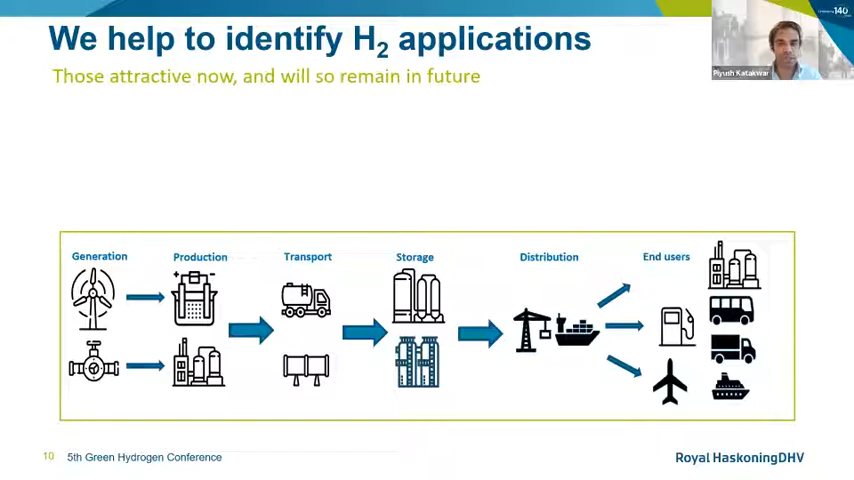 We help to identify H₂ applications
Those attractive now, and will so remain in future
Piyush Katakwar
140
Generation
Production
Transport
Storage
Distribution
End users
10 5th Green Hydrogen Conference
Royal HaskoningDHV